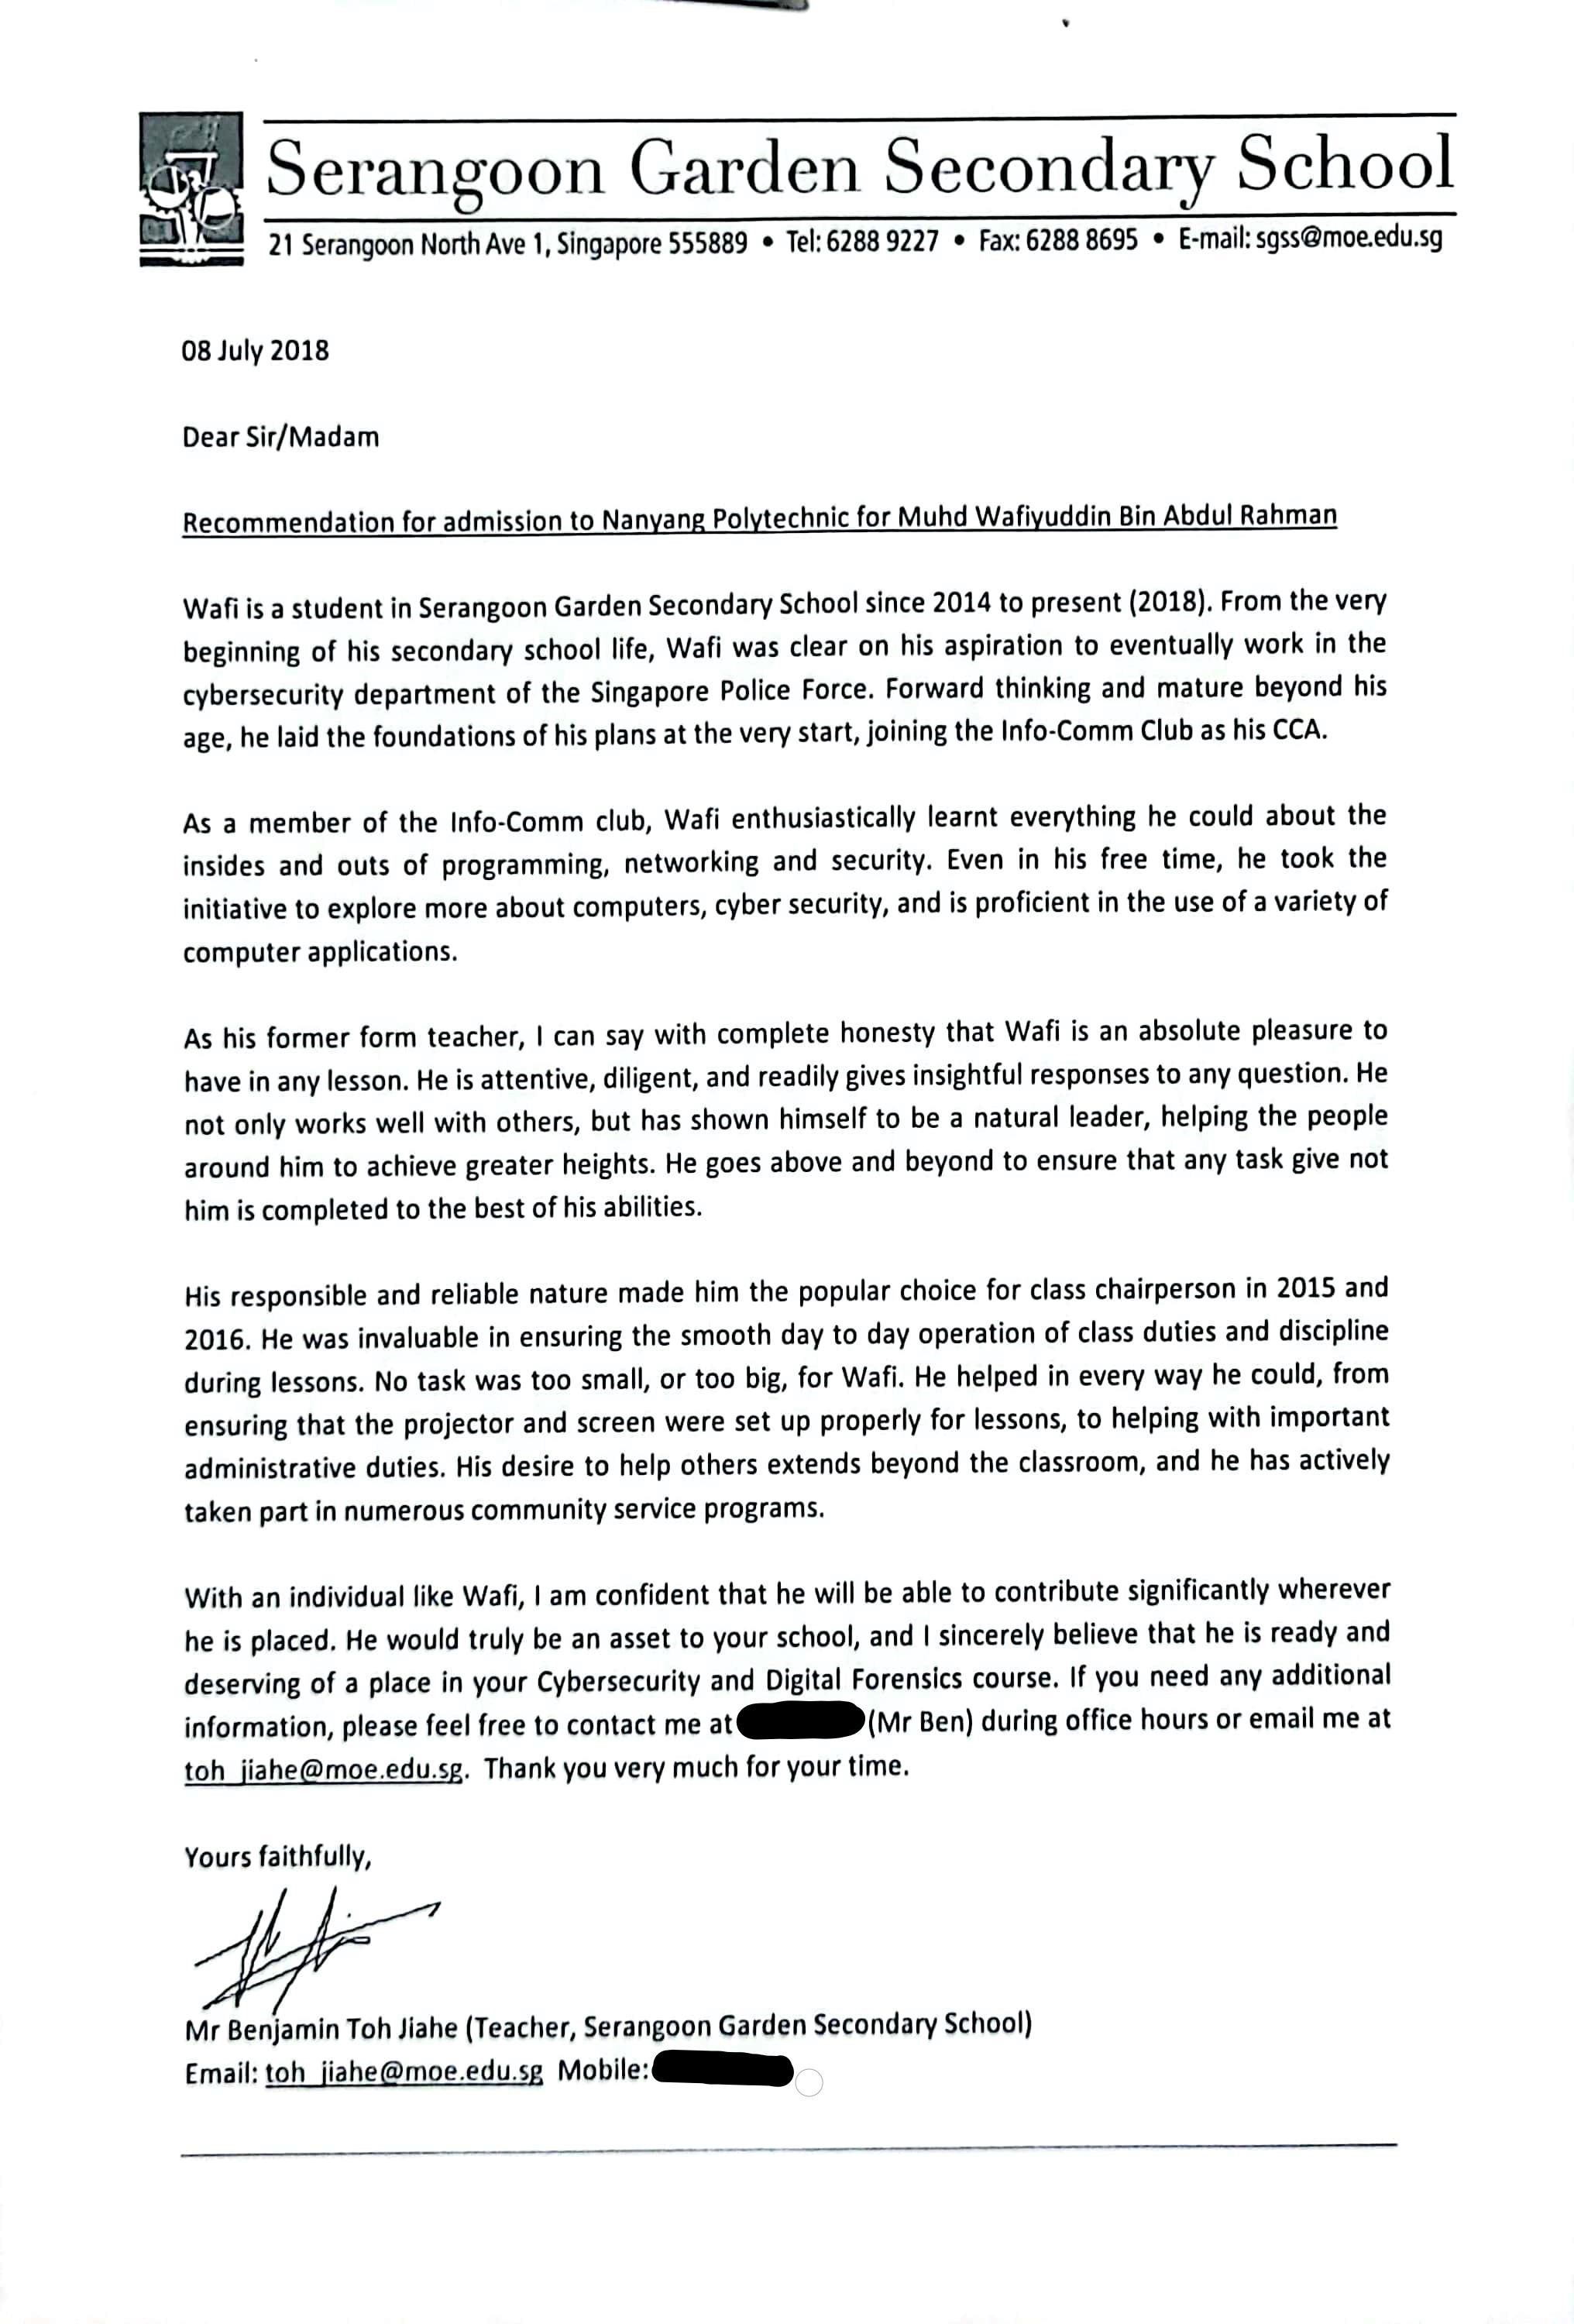 Serangoon Garden Secondary School
21 Serangoon North Ave 1, Singapore 555889 • Tel: 6288 9227 • Fax: 6288 8695 • E-mail: sgss@moe.edu.sg
08 July 2018
Dear Sir/Madam
Recommendation for admission to Nanyang Polytechnic for Muhd Wafiyuddin Bin Abdul Rahman
Wafi is a student in Serangoon Garden Secondary School since 2014 to present (2018). From the very
beginning of his secondary school life, Wafi was clear on his aspiration to eventually work in the
cybersecurity department of the Singapore Police Force. Forward thinking and mature beyond his
age, he laid the foundations of his plans at the very start, joining the Info-Comm Club as his CCA.
As a member of the Info-Comm club, Wafi enthusiastically learnt everything he could about the
insides and outs of programming, networking and security. Even in his free time, he took the
initiative to explore more about computers, cyber security, and is proficient in the use of a variety of
computer applications.
As his former form teacher, I can say with complete honesty that Wafi is an absolute pleasure to
have in any lesson. He is attentive, diligent, and readily gives insightful responses to any question. He
not only works well with others, but has shown himself to be a natural leader, helping the people
around him to achieve greater heights. He goes above and beyond to ensure that any task give not
him is completed to the best of his abilities.
His responsible and reliable nature made him the popular choice for class chairperson in 2015 and
2016. He was invaluable in ensuring the smooth day to day operation of class duties and discipline
during lessons. No task was too small, or too big, for Wafi. He helped in every way he could, from
ensuring that the projector and screen were set up properly for lessons, to helping with important
administrative duties. His desire to help others extends beyond the classroom, and he has actively
taken part in numerous community service programs.
With an individual like Wafi, I am confident that he will be able to contribute significantly wherever
he is placed. He would truly be an asset to your school, and I sincerely believe that he is ready and
deserving of a place in your Cybersecurity and Digital Forensics course. If you need any additional
information, please feel free to contact me at (Mr Ben) during office hours or email me at
toh_jiahe@moe.edu.sg. Thank you very much for your time.
Yours faithfully,
Mr Benjamin Toh Jiahe (Teacher, Serangoon Garden Secondary School)
Email: toh_jiahe@moe.edu.sg Mobile: